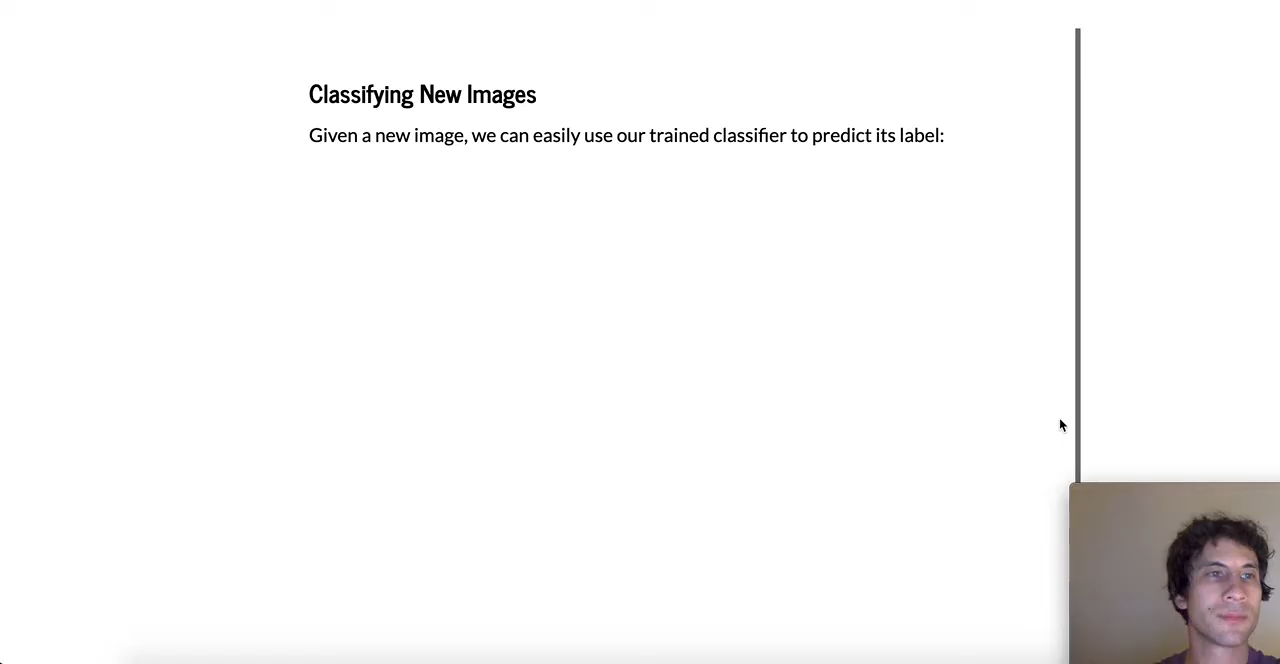 Classifying New Images
Given a new image, we can easily use our trained classifier to predict its label: